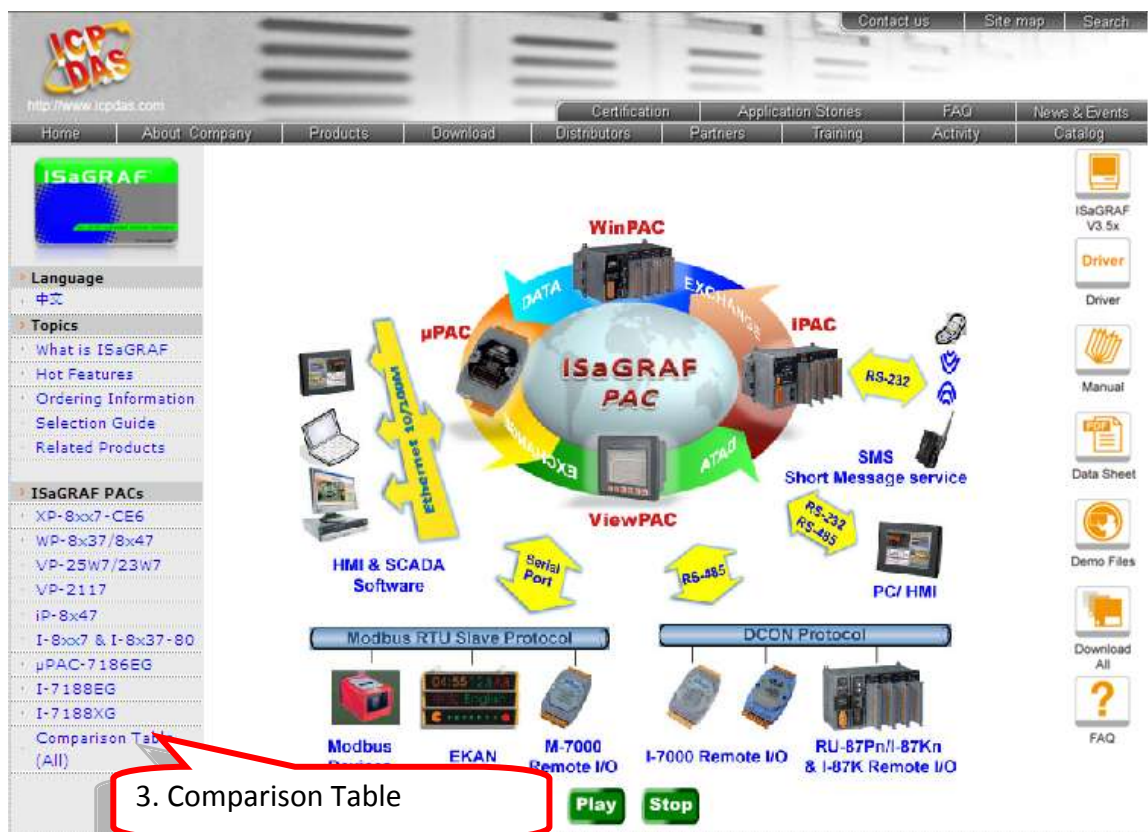 Contact us
Site map
Search
ICP
DAS
http://www.icpdas.com
Certification
Application Stories
FAQ
News & Events
Home
About Company
Products
Download
Distributors
Partners
Training
Activity
Catalog
ISaGRAF
Language
中文
Topics
What is ISaGRAF
Hot Features
Ordering Information
Selection Guide
Related Products
ISaGRAF PACs
XP-8xx7-CE6
WP-8x37/8x47
VP-25W7/23W7
VP-2117
iP-8x47
I-8xx7 & I-8x37-80
µPAC-7186EG
I-7188EG
I-7188XG
Comparison Table
(All)
WinPAC
DATA
EXCHANGE
µPAC
iPAC
ISaGRAF
PAC
RS-232
Ethernet 10/100M
EXCHANGE
DATA
SMS
Short Message service
ViewPAC
RS-232
RS-485
HMI & SCADA
Software
Serial
Port
RS-485
PC/ HMI
Modbus RTU Slave Protocol
DCON Protocol
Modbus
EKAN
M-7000
Remote I/O
I-7000 Remote I/O
RU-87Pn/I-87Kn
& I-87K Remote I/O
Play
Stop
3. Comparison Table
ISaGRAF
V3.5x
Driver
Driver
Manual
PDF
Data Sheet
Demo Files
Download
All
?
FAQ